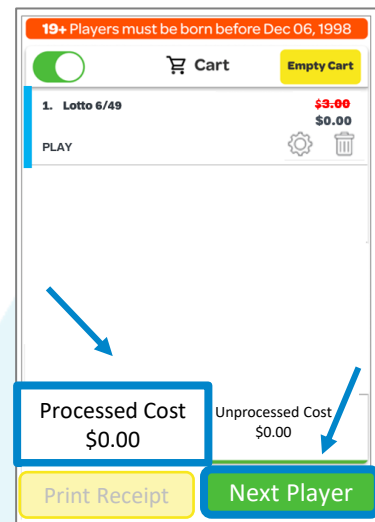 19+ Players must be born before Dec 06, 1998
Cart
Empty Cart
1. Lotto 6/49
$3.00
$0.00
PLAY
Processed Cost
$0.00
Unprocessed Cost
$0.00
Print Receipt
Next Player